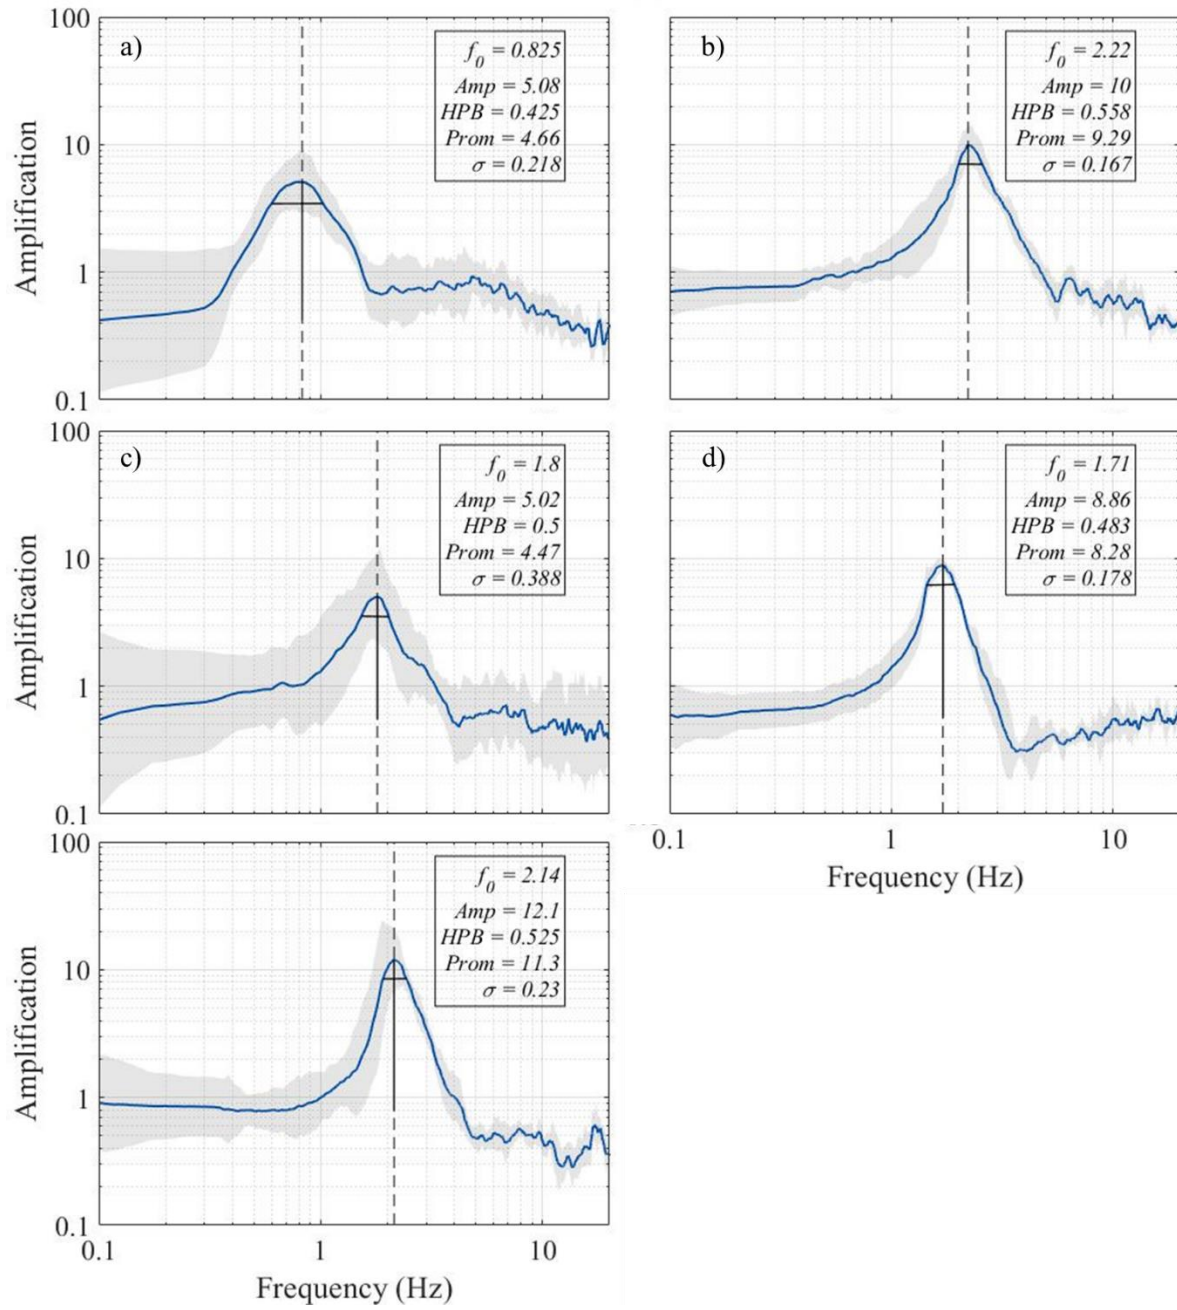 100
10
1
0.1
Amplification
a)
f0 = 0.825
Amp = 5.08
HPB = 0.425
Prom = 4.66
σ = 0.218
1
10
b)
f0 = 2.22
Amp = 10
HPB = 0.558
Prom = 9.29
σ = 0.167
1
10
100
10
1
0.1
Amplification
c)
f0 = 1.8
Amp = 5.02
HPB = 0.5
Prom = 4.47
σ = 0.388
d)
f0 = 1.71
Amp = 8.86
HPB = 0.483
Prom = 8.28
σ = 0.178
0.1
1
10
Frequency (Hz)
100
10
1
0.1
Amplification
f0 = 2.14
Amp = 12.1
HPB = 0.525
Prom = 11.3
σ = 0.23
0.1
1
10
Frequency (Hz)